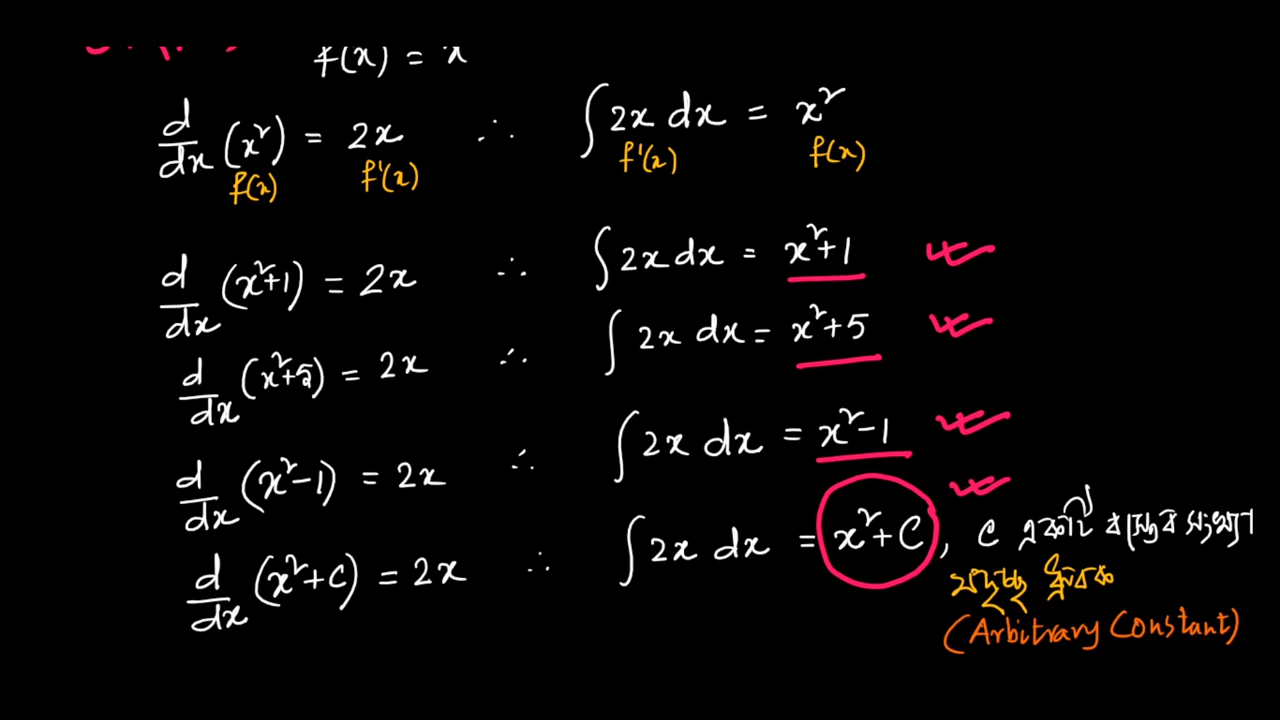 f(x) = x
d/dx (x²) = 2x ∴ ∫ 2x dx = x²
f(x) f'(x) f'(x) f(x)
d/dx (x²+1) = 2x ∴ ∫ 2x dx = x²+1
d/dx (x²+5) = 2x ∴ ∫ 2x dx = x²+5
d/dx (x²-1) = 2x ∴ ∫ 2x dx = x²-1
d/dx (x²+c) = 2x ∴ ∫ 2x dx = x²+c, c একটি বাস্তব সংখ্যা
যদৃচ্ছ ধ্রুবক
(Arbitrary Constant)